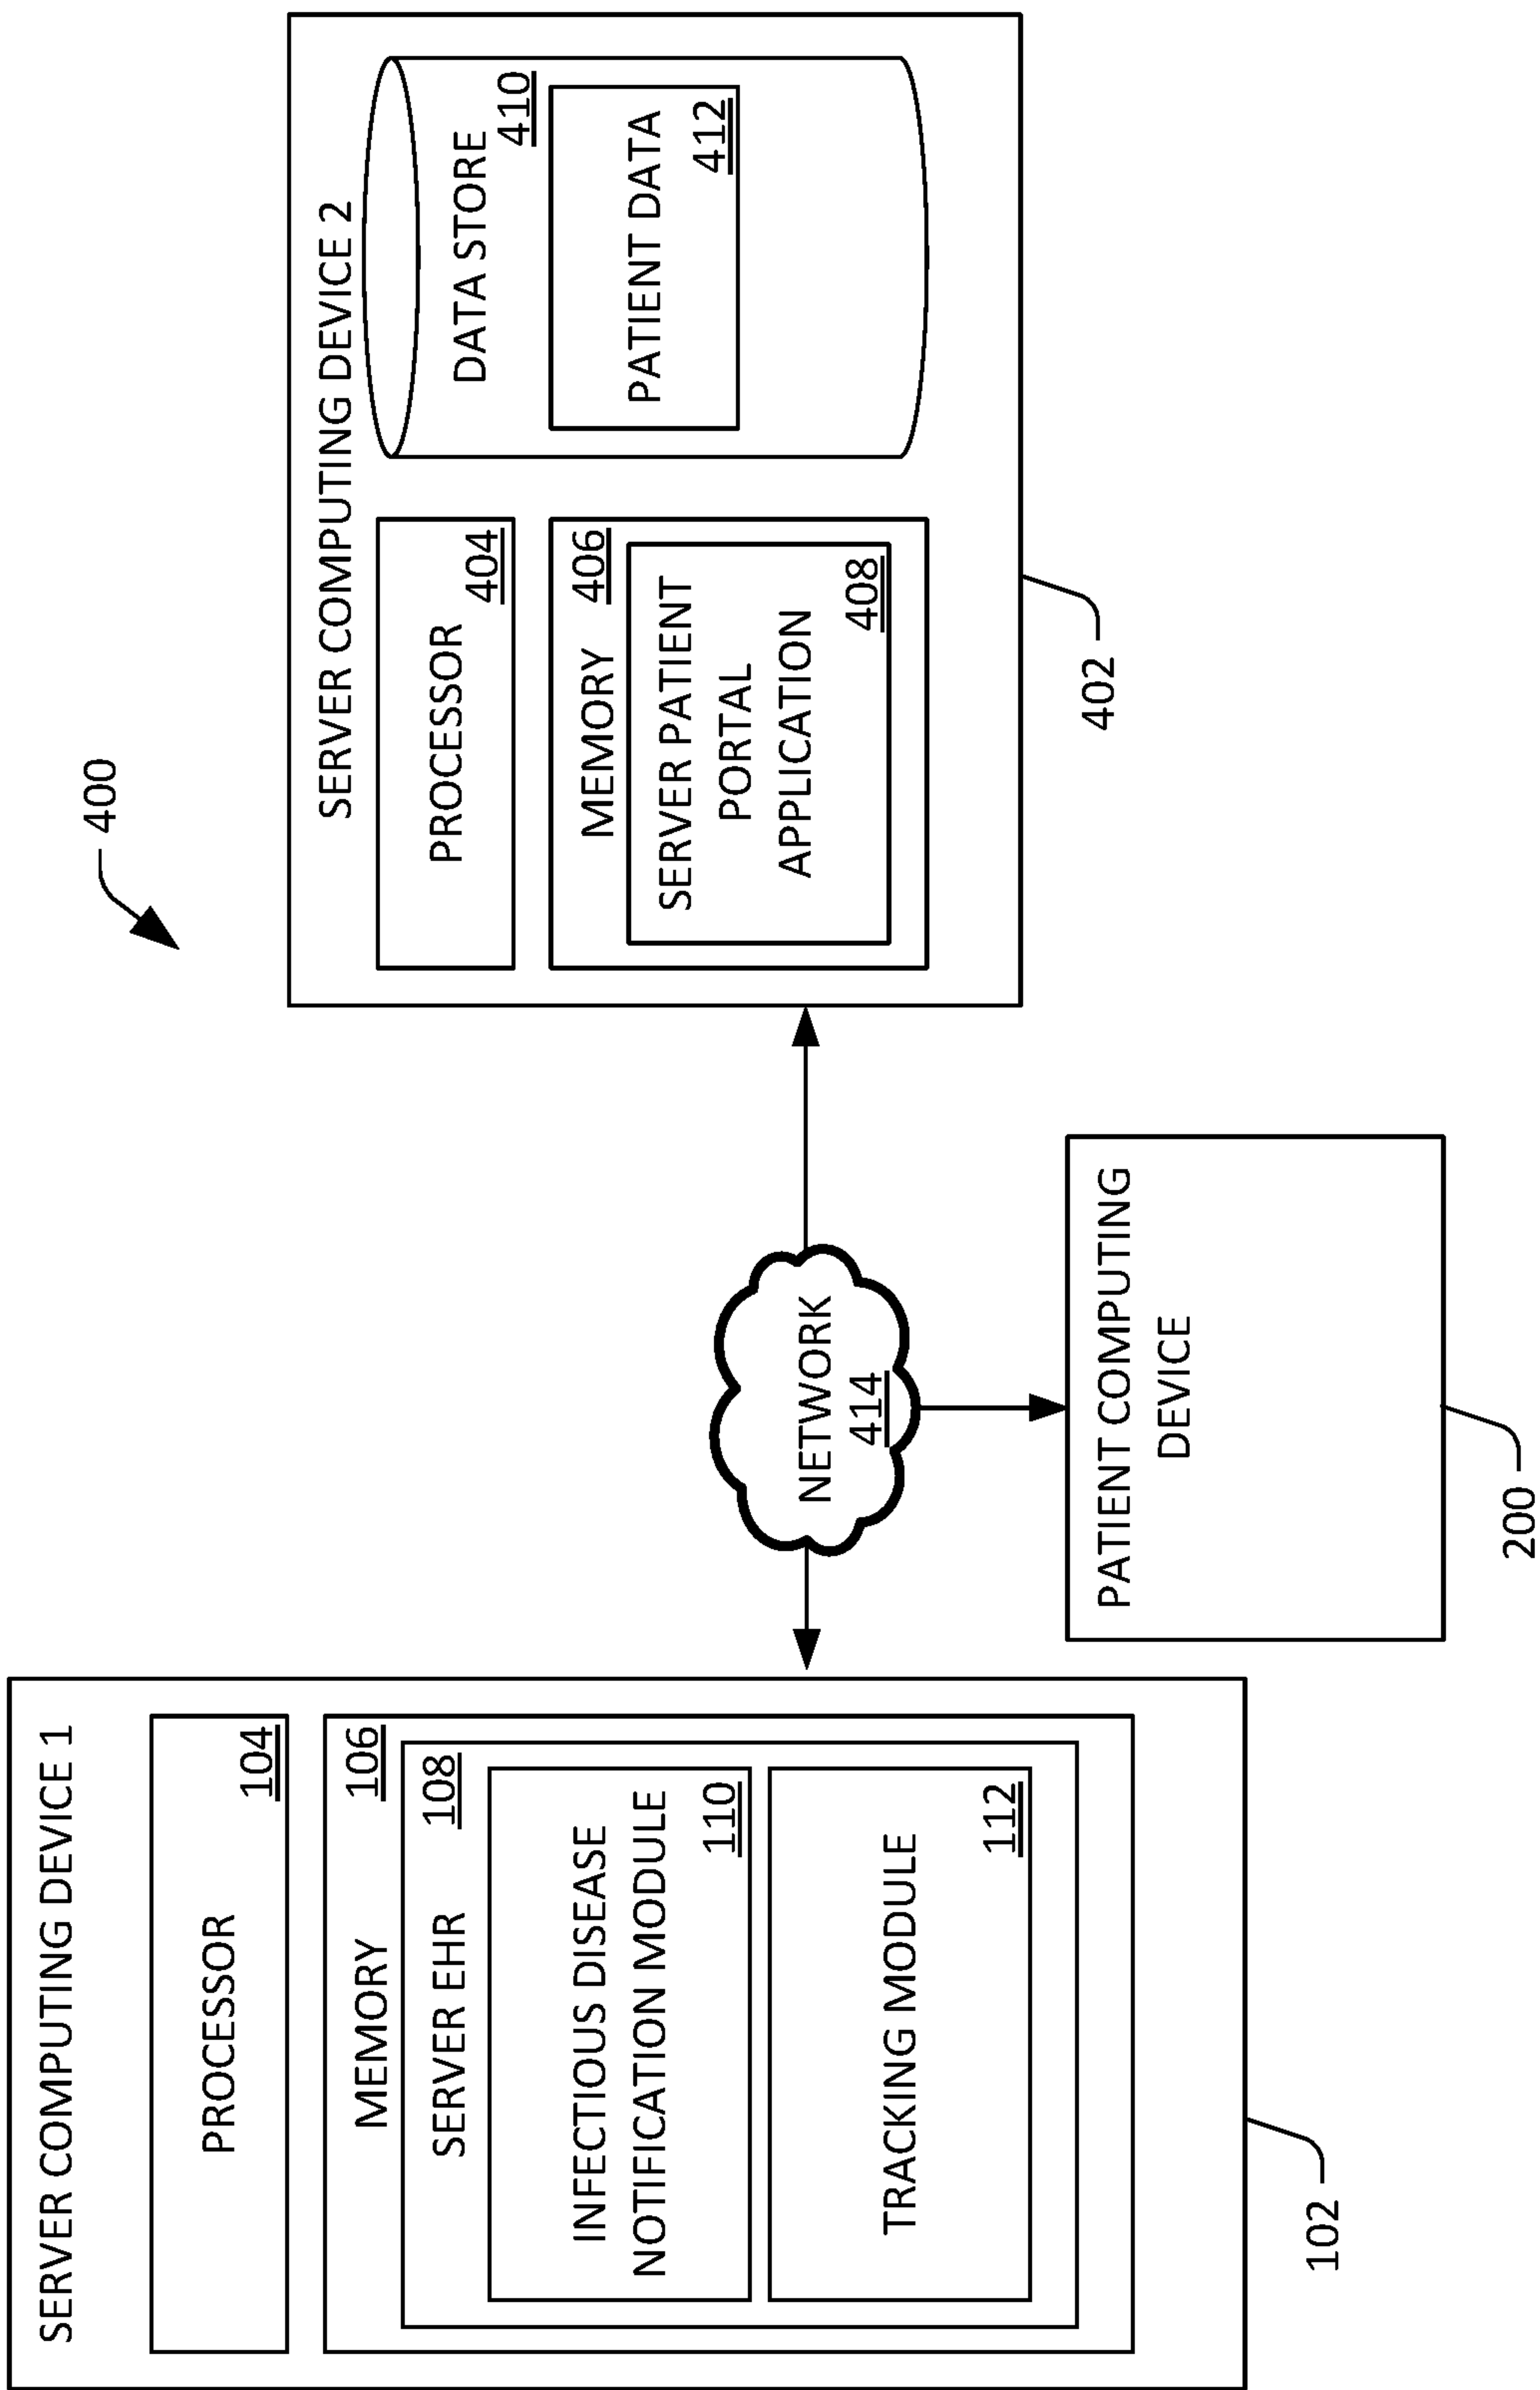 400
SERVER COMPUTING DEVICE 1
PROCESSOR
104
MEMORY
106
SERVER EHR
108
INFECTIOUS DISEASE
NOTIFICATION MODULE
110
TRACKING MODULE
112
102
NETWORK
414
PATIENT COMPUTING
DEVICE
200
SERVER COMPUTING DEVICE 2
PROCESSOR
404
MEMORY
406
SERVER PATIENT
PORTAL
APPLICATION
408
DATA STORE
410
PATIENT DATA
412
402